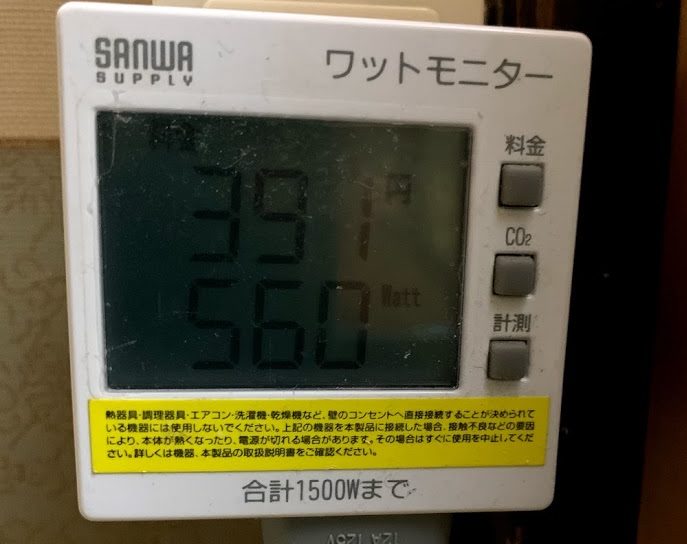 SANWA
SUPPLY
ワットモニター
料金
料金
391円
CO2
560 Watt
計測
熱器具・調理器具・エアコン・洗濯機・乾燥機など、壁のコンセントへ直接接続することが決められて
いる機器には使用しないでください。上記の機器を本製品に接続した場合、接触不良などの要因
により、本体が熱くなったり、電源が切れる場合があります。その場合はすぐに使用を中止してくだ
さい。詳しくは機器、本製品の取扱説明書をご確認ください。
合計1500Wまで
12A 125V